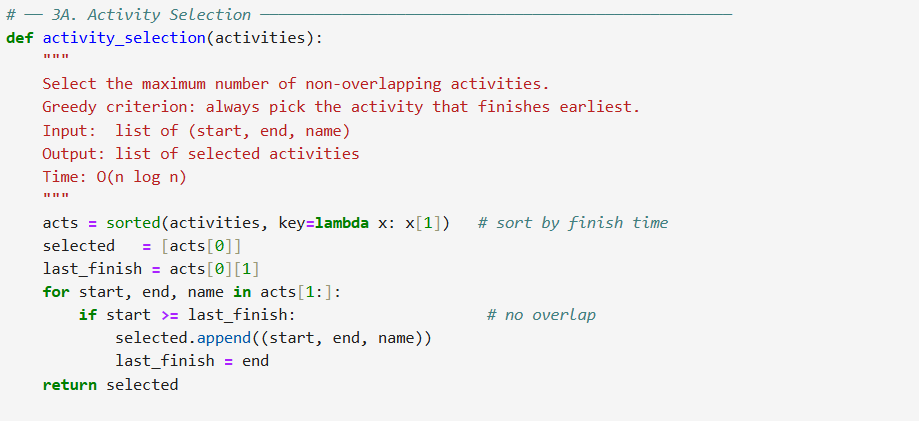 # ── 3A. Activity Selection ────────────────────────────────────────────────────
def activity_selection(activities):
    """
    Select the maximum number of non-overlapping activities.
    Greedy criterion: always pick the activity that finishes earliest.
    Input:  list of (start, end, name)
    Output: list of selected activities
    Time: O(n log n)
    """
    acts = sorted(activities, key=lambda x: x[1])   # sort by finish time
    selected   = [acts[0]]
    last_finish = acts[0][1]
    for start, end, name in acts[1:]:
        if start >= last_finish:                     # no overlap
            selected.append((start, end, name))
            last_finish = end
    return selected